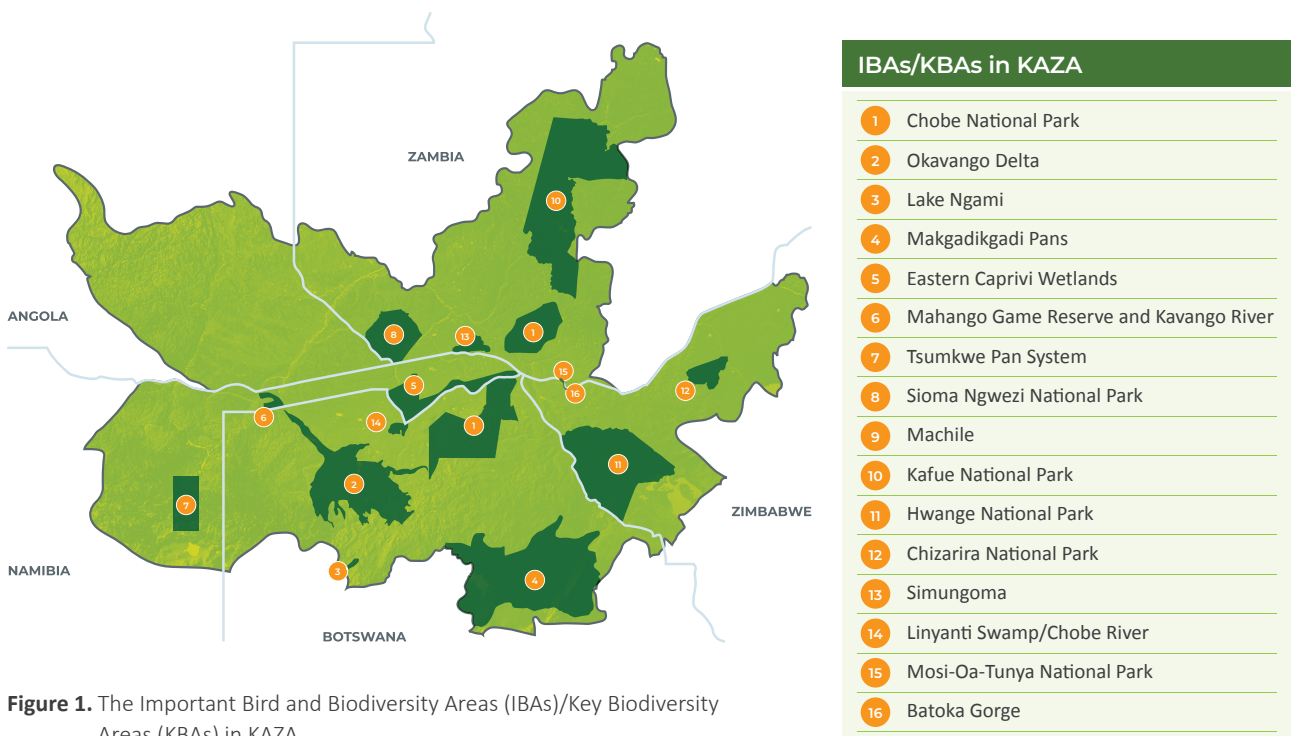 ZAMBIA
10
ANGOLA
8
13
1
15
5
16
12
6
14
1
11
2
7
ZIMBABWE
NAMIBIA
3
4
BOTSWANA
Figure 1. The Important Bird and Biodiversity Areas (IBAs)/Key Biodiversity
Areas (KBAs) in KAZA
IBAs/KBAs in KAZA
1 Chobe National Park
2 Okavango Delta
3 Lake Ngami
4 Makgadikgadi Pans
5 Eastern Caprivi Wetlands
6 Mahango Game Reserve and Kavango River
7 Tsumkwe Pan System
8 Sioma Ngwezi National Park
9 Machile
10 Kafue National Park
11 Hwange National Park
12 Chizarira National Park
13 Simungoma
14 Linyanti Swamp/Chobe River
15 Mosi-Oa-Tunya National Park
16 Batoka Gorge